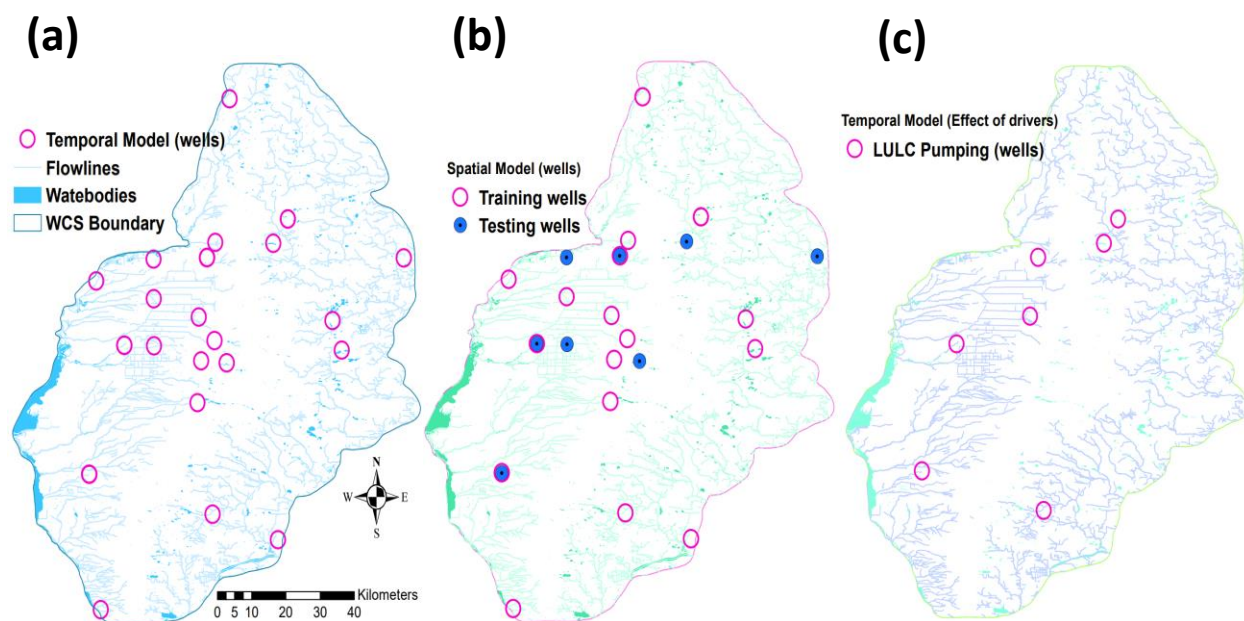 (a)
Temporal Model (wells)
Flowlines
Watebodies
WCS Boundary
N
W E
S
Kilometers
0 5 10 20 30 40
(b)
Spatial Model (wells)
Training wells
Testing wells
(c)
Temporal Model (Effect of drivers)
LULC Pumping (wells)